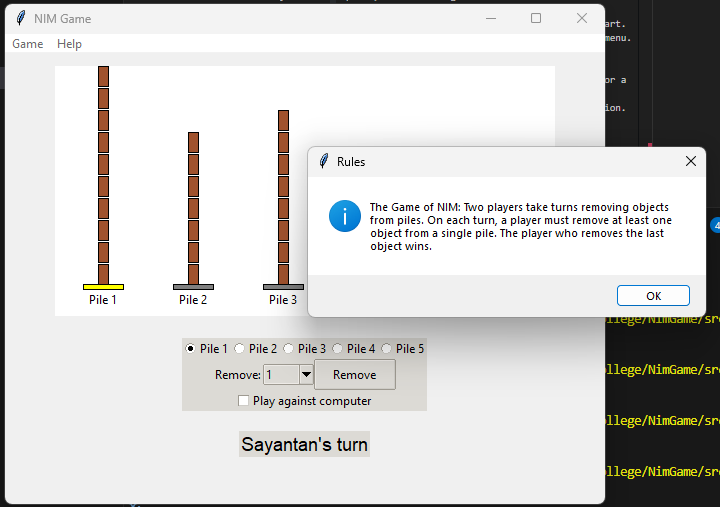 NIM Game
Game Help
art.
menu.
or a
ion.
Rules
The Game of NIM: Two players take turns removing objects
from piles. On each turn, a player must remove at least one
object from a single pile. The player who removes the last
object wins.
OK
Pile 1 Pile 2 Pile 3
Pile 1 Pile 2 Pile 3 Pile 4 Pile 5
Remove: 1 Remove
Play against computer
Sayantan's turn
4
ollege/NimGame/sr
ollege/NimGame/sr
ollege/NimGame/sr
ollege/NimGame/sr